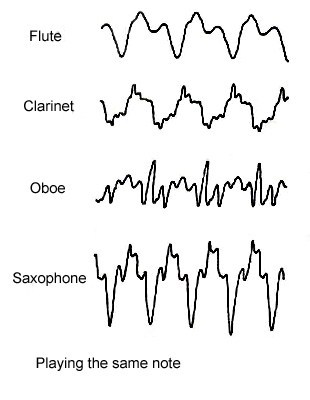 Flute
Clarinet
Oboe
Saxophone
Playing the same note